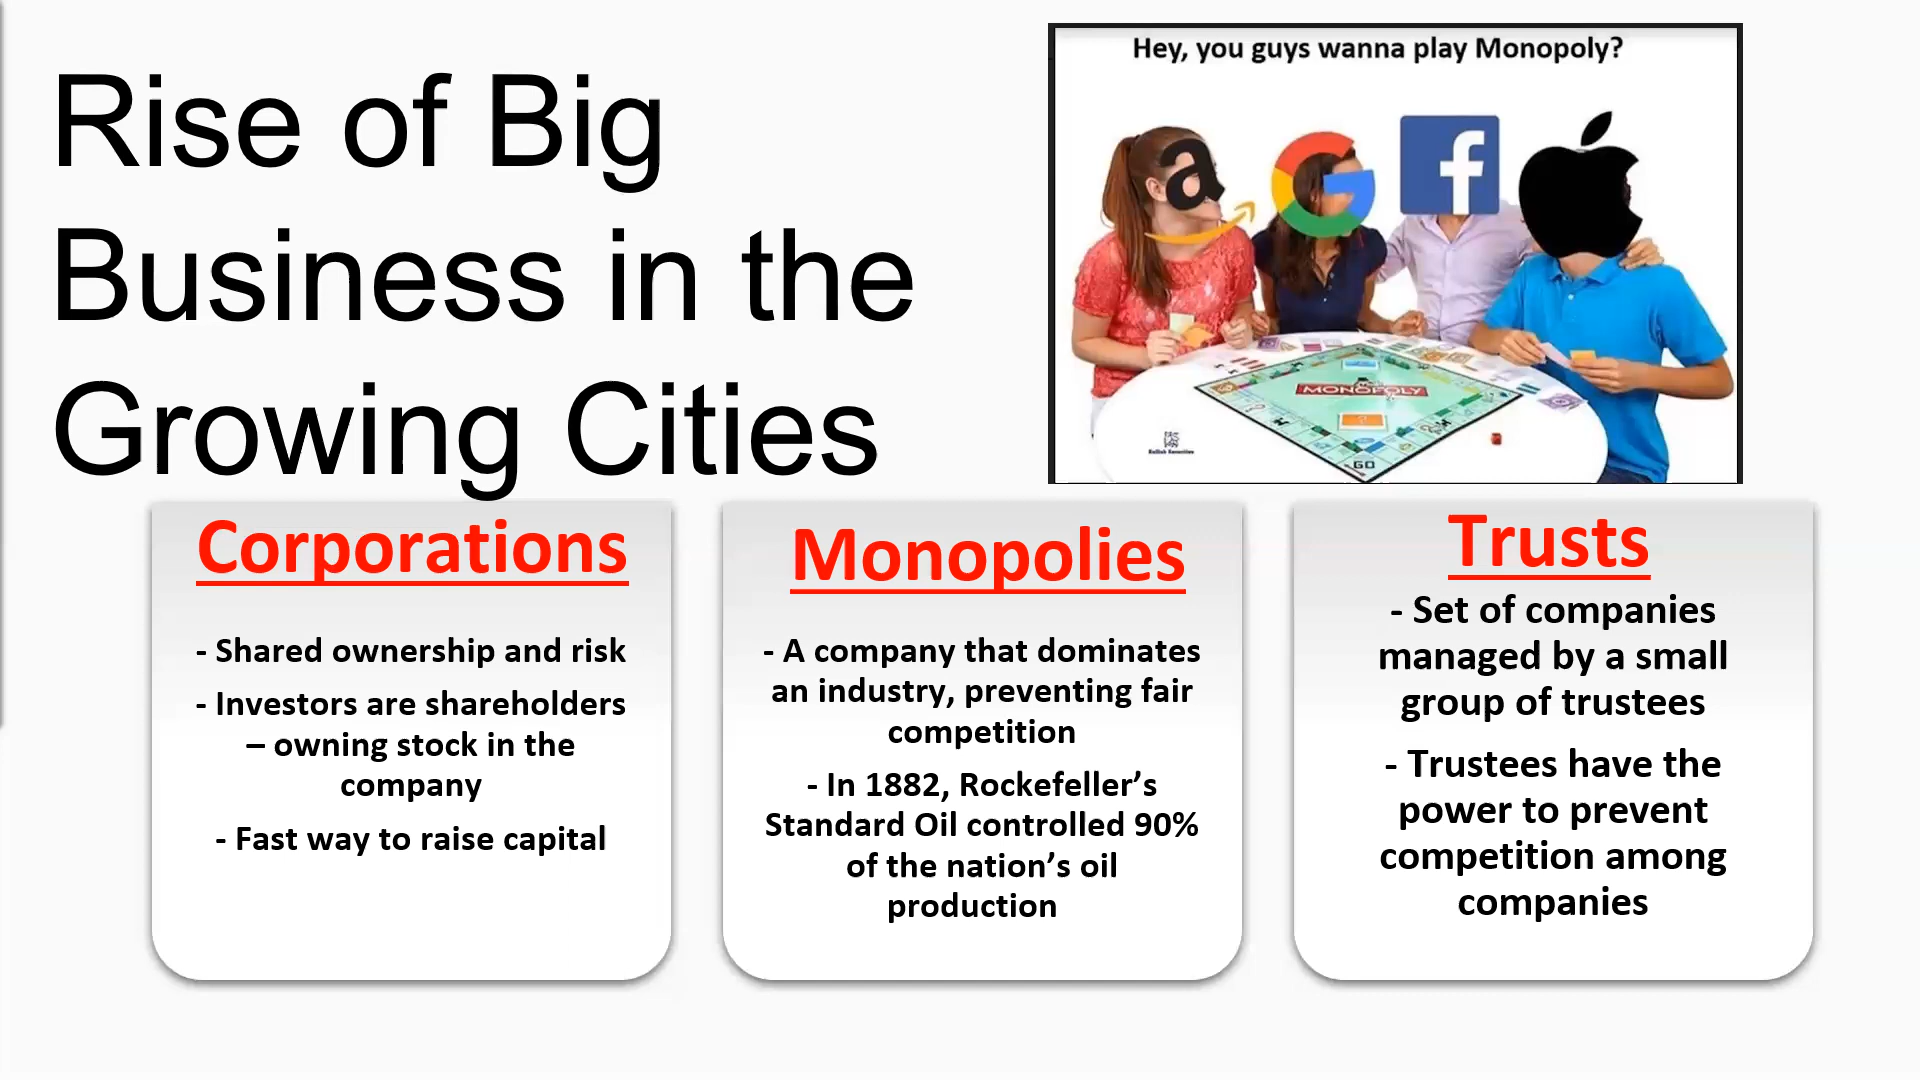 Rise of Big
Business in the
Growing Cities
Hey, you guys wanna play Monopoly?
MONOPOLY
GO
Corporations
- Shared ownership and risk
- Investors are shareholders
– owning stock in the
company
- Fast way to raise capital
Monopolies
- A company that dominates
an industry, preventing fair
competition
- In 1882, Rockefeller’s
Standard Oil controlled 90%
of the nation’s oil
production
Trusts
- Set of companies
managed by a small
group of trustees
- Trustees have the
power to prevent
competition among
companies